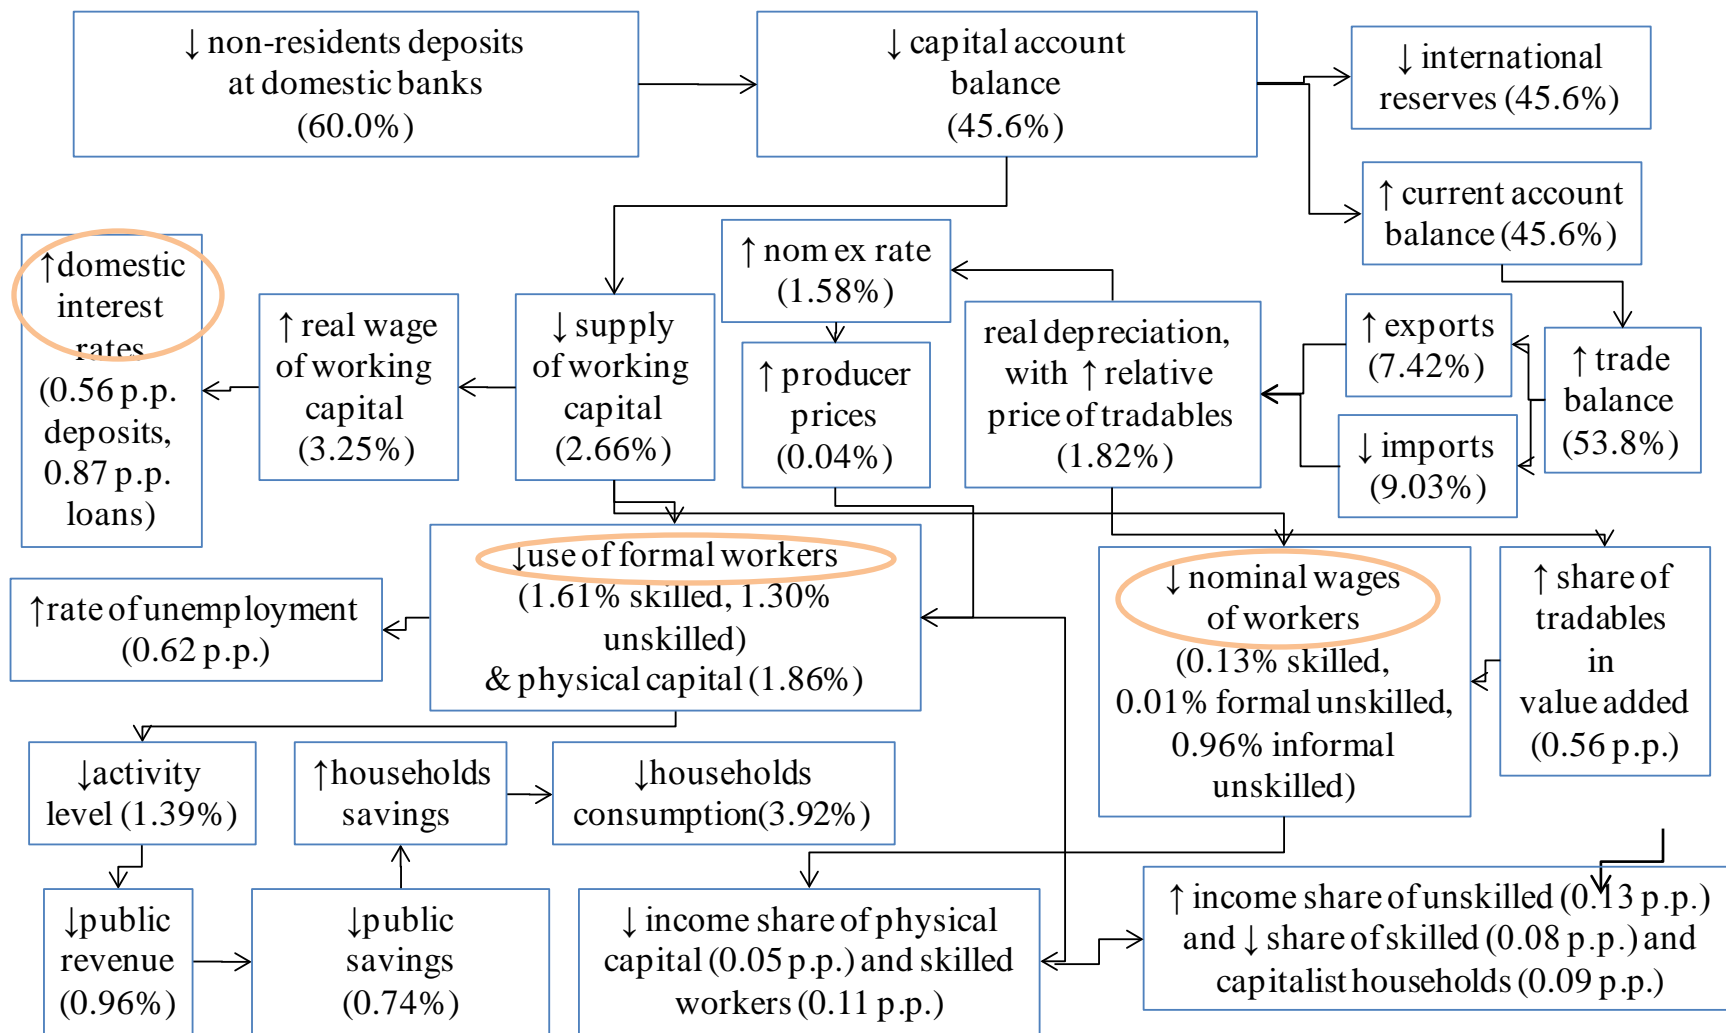 ↓ non-residents deposits
at domestic banks
(60.0%)
↓ capital account
balance
(45.6%)
↓ international
reserves (45.6%)
↑ current account
balance (45.6%)
↑domestic
interest
rates
(0.56 p.p.
deposits,
0.87 p.p.
loans)
↑ real wage
of working
capital
(3.25%)
↓ supply
of working
capital
(2.66%)
↑ nom ex rate
(1.58%)
↑ producer
prices
(0.04%)
real depreciation,
with ↑ relative
price of tradables
(1.82%)
↑ exports
(7.42%)
↓ imports
(9.03%)
↑ trade
balance
(53.8%)
↑rate of unemployment
(0.62 p.p.)
↓use of formal workers
(1.61% skilled, 1.30%
unskilled)
& physical capital (1.86%)
↓ nominal wages
of workers
(0.13% skilled,
0.01% formal unskilled,
0.96% informal
unskilled)
↑ share of
tradables
in
value added
(0.56 p.p.)
↓activity
level (1.39%)
↑households
savings
↓households
consumption(3.92%)
↓public
revenue
(0.96%)
↓public
savings
(0.74%)
↓ income share of physical
capital (0.05 p.p.) and skilled
workers (0.11 p.p.)
↑ income share of unskilled (0.13 p.p.)
and ↓ share of skilled (0.08 p.p.) and
capitalist households (0.09 p.p.)